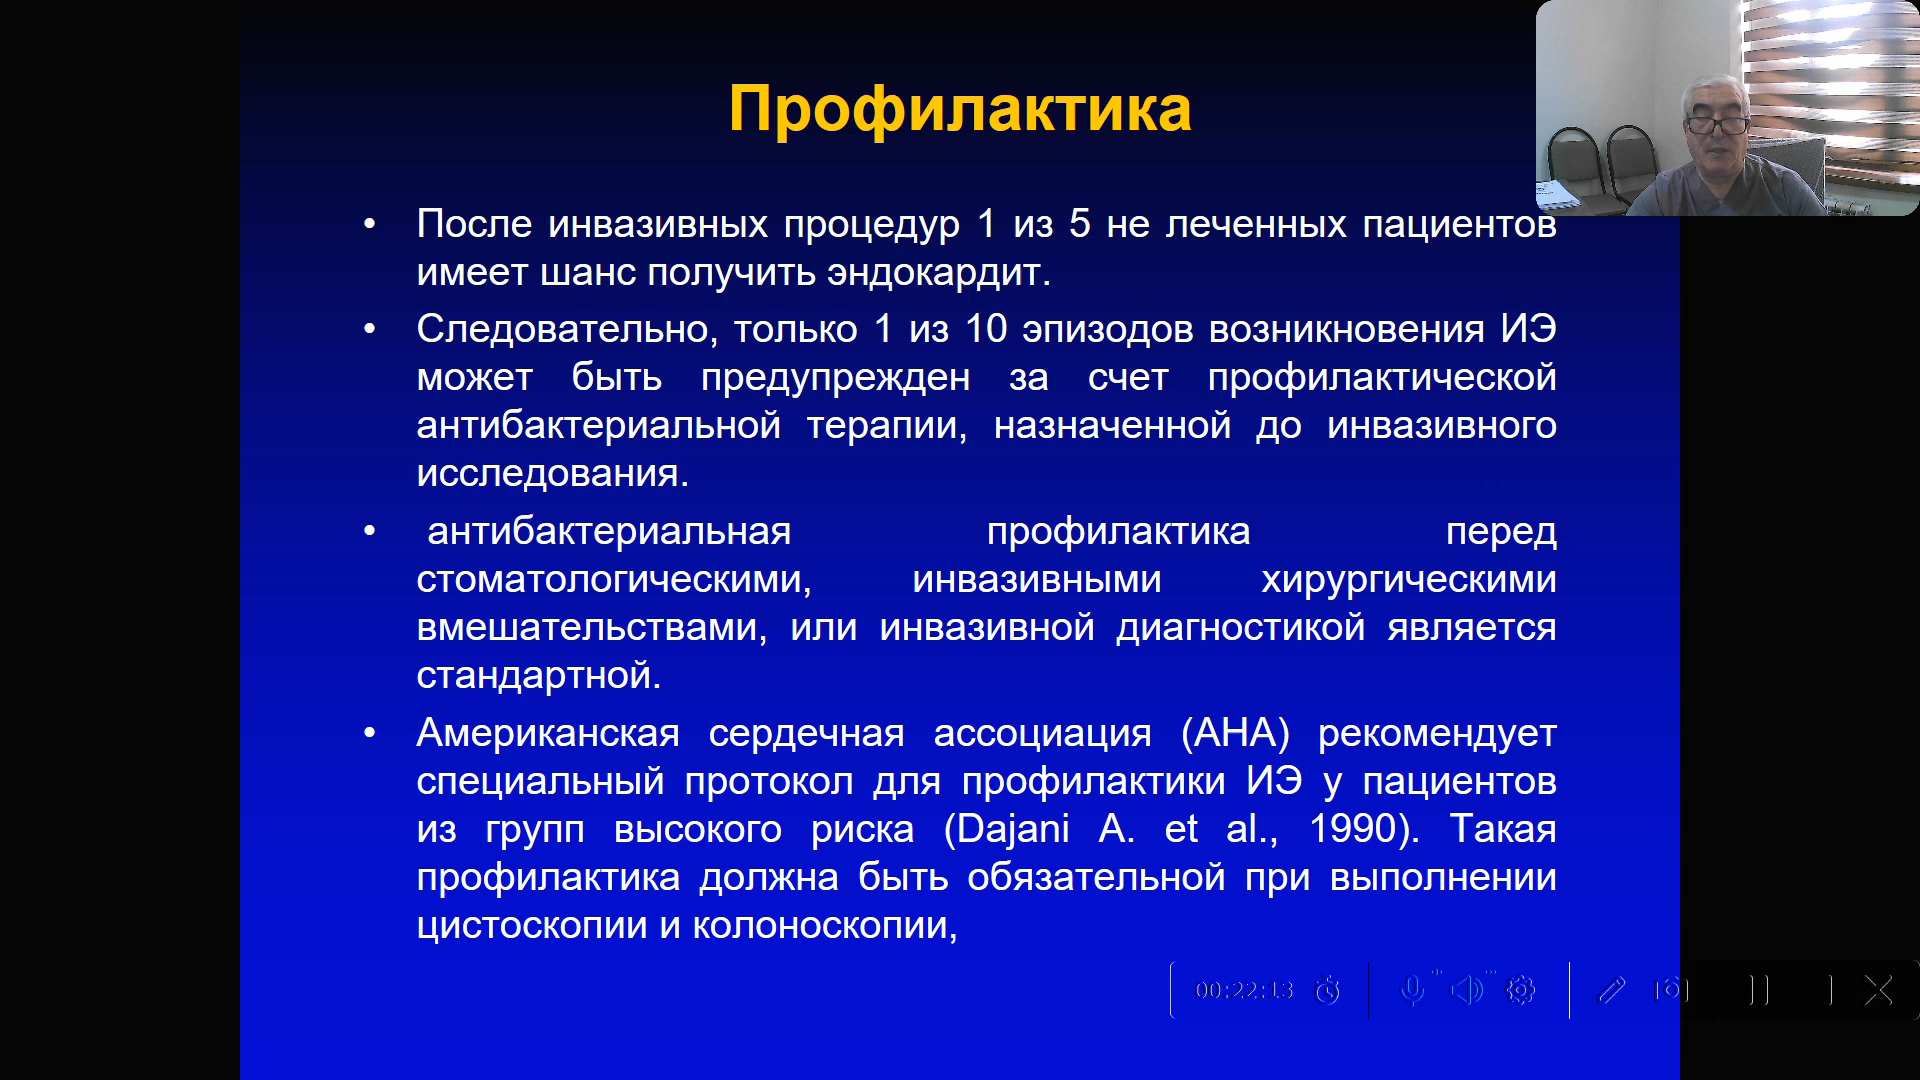 Профилактика
• После инвазивных процедур 1 из 5 не леченных пациентов
имеет шанс получить эндокардит.
• Следовательно, только 1 из 10 эпизодов возникновения ИЭ
может быть предупрежден за счет профилактической
антибактериальной терапии, назначенной до инвазивного
исследования.
• антибактериальная профилактика перед
стоматологическими, инвазивными хирургическими
вмешательствами, или инвазивной диагностикой является
стандартной.
• Американская сердечная ассоциация (АНА) рекомендует
специальный протокол для профилактики ИЭ у пациентов
из групп высокого риска (Dajani A. et al., 1990). Такая
профилактика должна быть обязательной при выполнении
цистоскопии и колоноскопии,
00:22:13